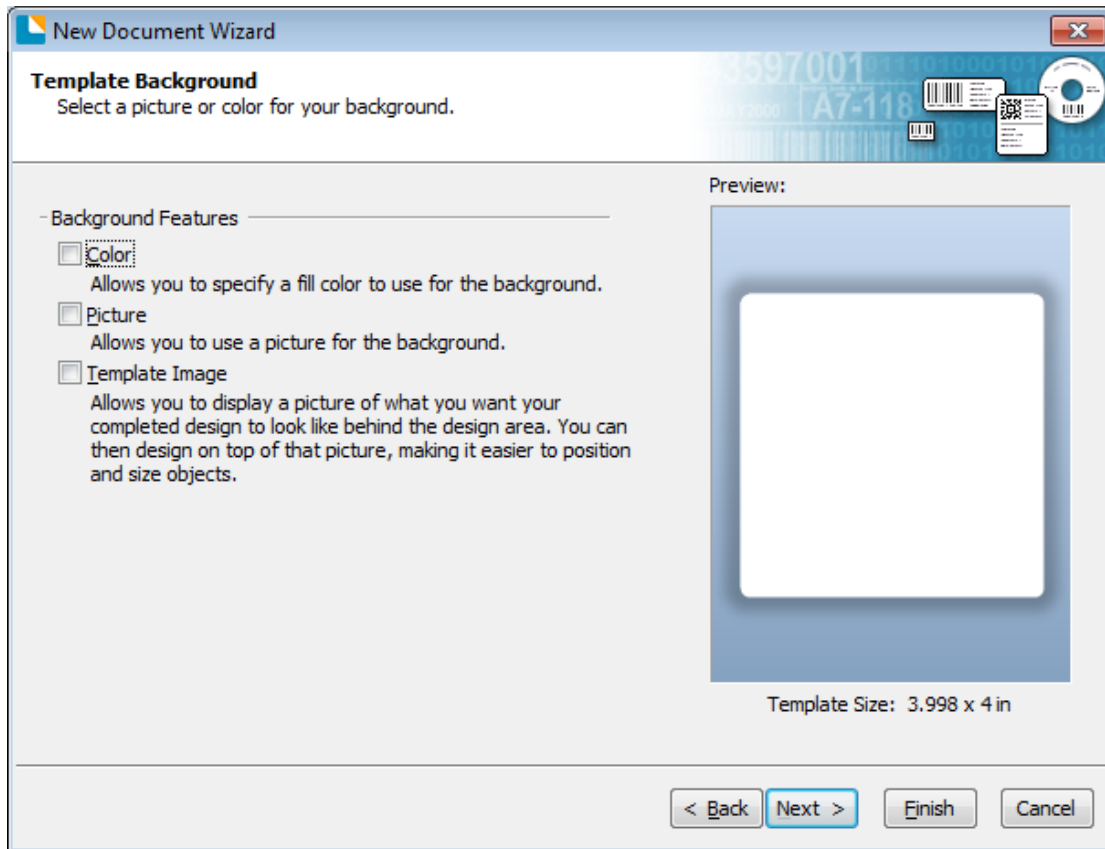 New Document Wizard
Template Background
Select a picture or color for your background.
3597001
A7-118
Preview:
Background Features
Color
Allows you to specify a fill color to use for the background.
Picture
Allows you to use a picture for the background.
Template Image
Allows you to display a picture of what you want your
completed design to look like behind the design area. You can
then design on top of that picture, making it easier to position
and size objects.
Template Size: 3.998 x 4 in
< Back
Next >
Finish
Cancel